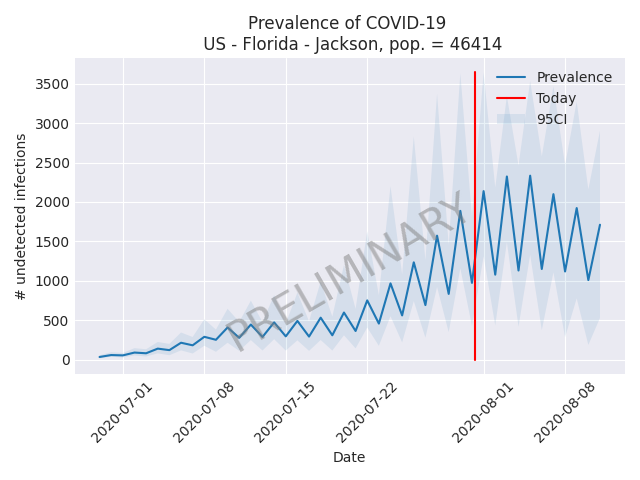 Prevalence of COVID-19
US - Florida - Jackson, pop. = 46414
3500
3000
2500
2000
1500
1000
500
0
# undetected infections
Prevalence
Today
95CI
PRELIMINARY
2020-07-01
2020-07-08
2020-07-15
2020-07-22
2020-08-01
2020-08-08
Date